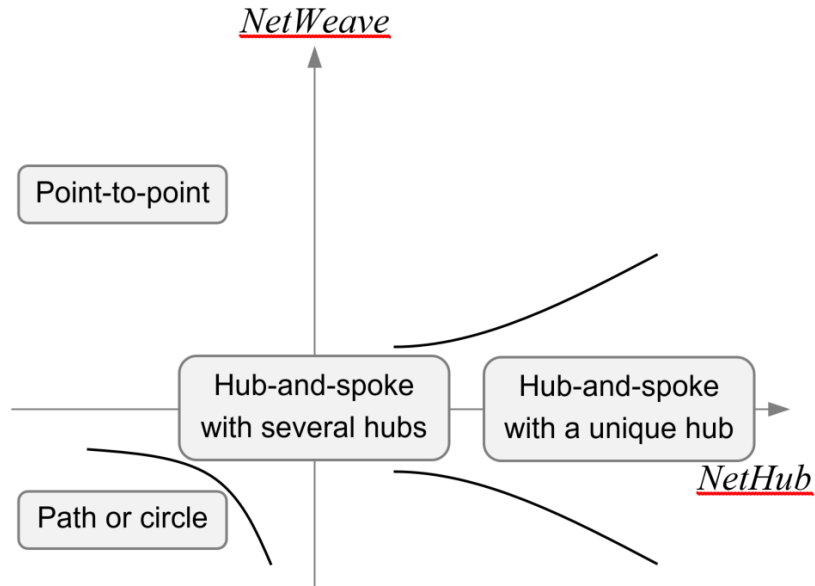 NetWeave
Point-to-point
Hub-and-spoke
with several hubs
Hub-and-spoke
with a unique hub
NetHub
Path or circle